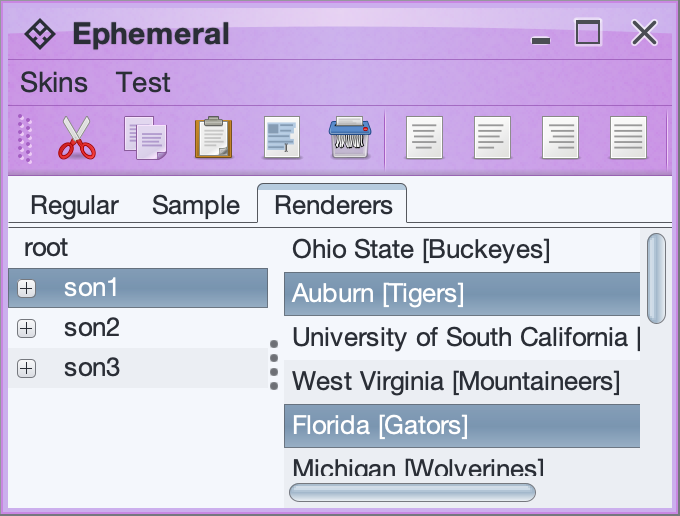 Ephemeral
Skins Test
Regular Sample Renderers
root
son1
son2
son3
Ohio State [Buckeyes]
Auburn [Tigers]
University of South California [
West Virginia [Mountaineers]
Florida [Gators]
Michigan [Wolverines]